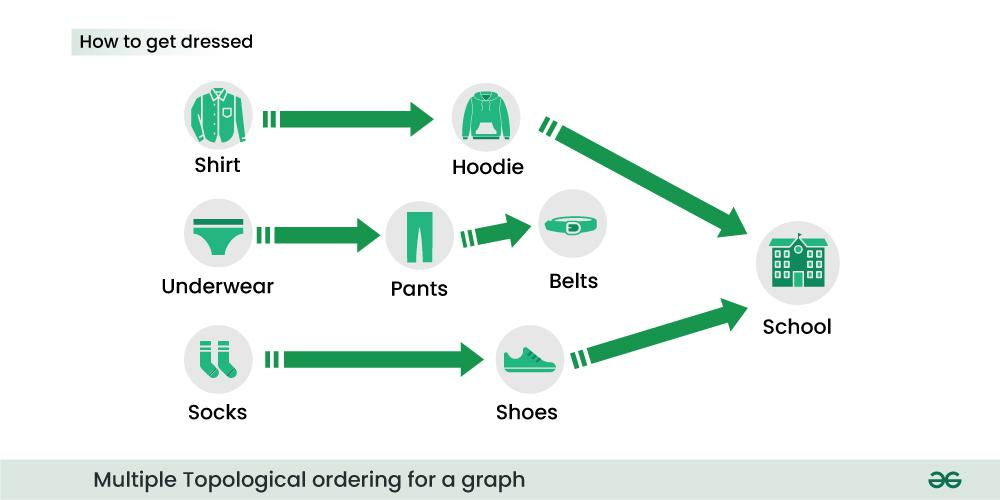 How to get dressed
Shirt
Hoodie
Underwear
Pants
Belts
School
Socks
Shoes
Multiple Topological ordering for a graph